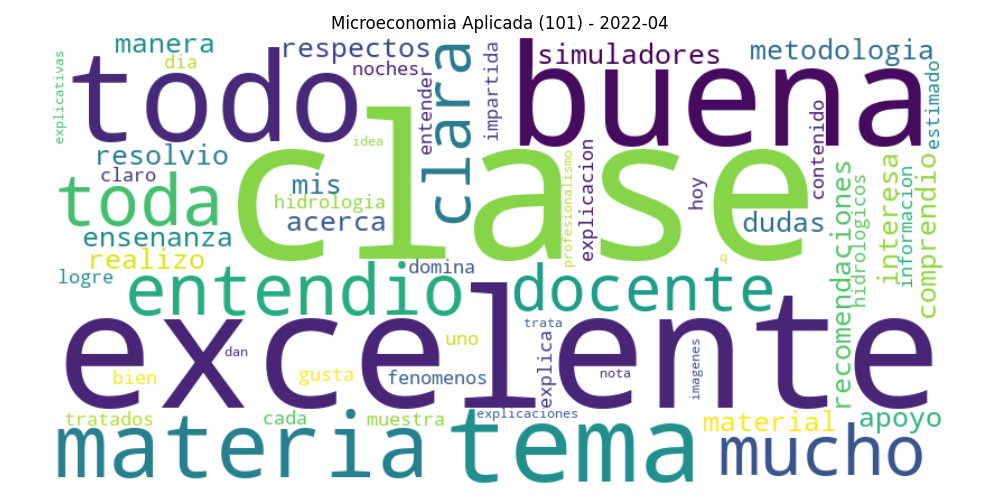 Microeconomia Aplicada (101) - 2022-04
manera
respectos
simuladores
metodologia
dia
noches
todo
clara
buena
explicativas
entender
impartida
estimado
idea
resolvio
claro
clase
contenido
toda
mis
hidrologia
acerca
profesionalismo
explicacion
hoy
dudas
recomendaciones
hidrologicos
interesa
informacion
comprendio
ensenanza
realizo
logre
domina
q
entendio
docente
excelente
trata
uno
dan
explica
nota
imagenes
bien
gusta
fenomenos
tratados
cada
muestra
explicaciones
material
apoyo
materia
tema
mucho